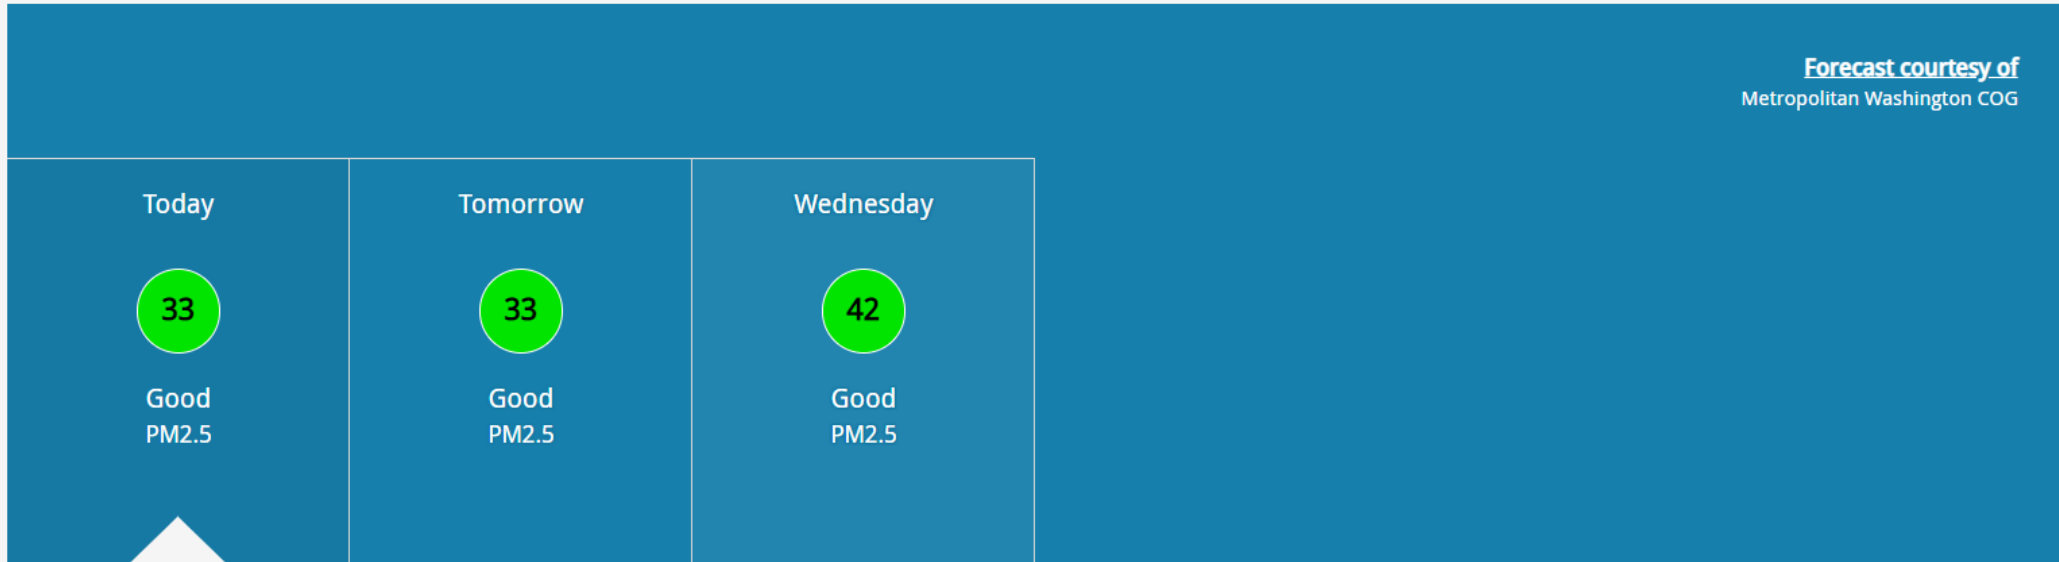 Forecast courtesy of
Metropolitan Washington COG
Today
Tomorrow
Wednesday
33
33
42
Good
Good
Good
PM2.5
PM2.5
PM2.5